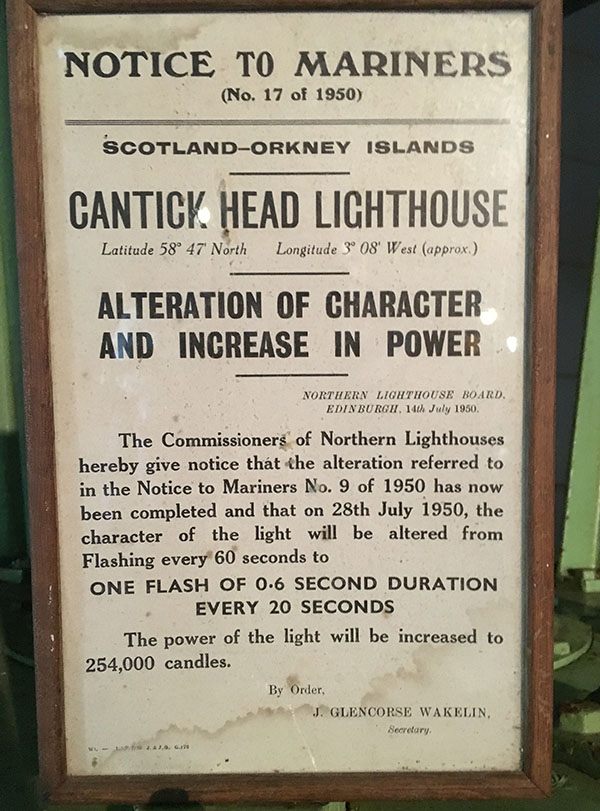 NOTICE TO MARINERS
(No. 17 of 1950)
SCOTLAND–ORKNEY ISLANDS
CANTICK HEAD LIGHTHOUSE
Latitude 58° 47' North Longitude 3° 08' West (approx.)
ALTERATION OF CHARACTER
AND INCREASE IN POWER
NORTHERN LIGHTHOUSE BOARD,
EDINBURGH, 14th July 1950.
The Commissioners of Northern Lighthouses
hereby give notice that the alteration referred to
in the Notice to Mariners No. 9 of 1950 has now
been completed and that on 28th July 1950, the
character of the light will be altered from
Flashing every 60 seconds to
ONE FLASH OF 0·6 SECOND DURATION
EVERY 20 SECONDS
The power of the light will be increased to
254,000 candles.
By Order,
J. GLENCORSE WAKELIN,
Secretary.